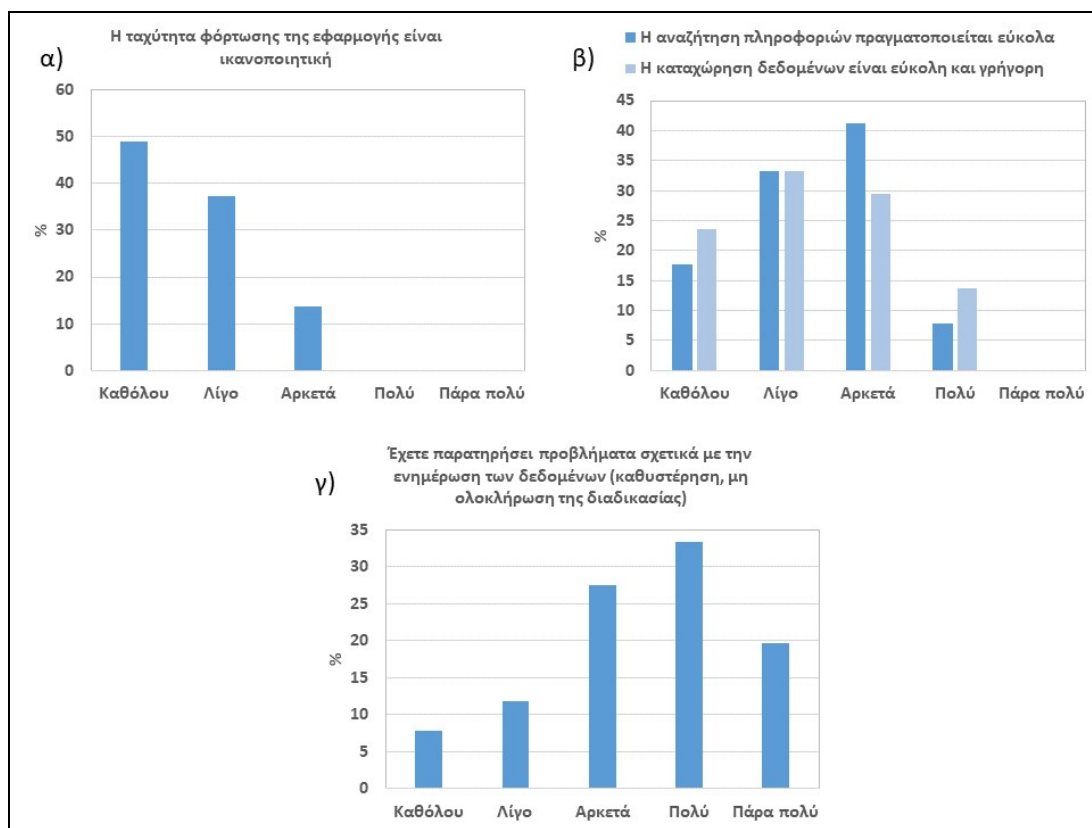 α)
Η ταχύτητα φόρτωσης της εφαρμογής είναι
ικανοποιητική
60
50
40
30
20
10
0
%
Καθόλου Λίγο Αρκετά Πολύ Πάρα πολύ
β)
Η αναζήτηση πληροφοριών πραγματοποιείται εύκολα
Η καταχώρηση δεδομένων είναι εύκολη και γρήγορη
45
40
35
30
25
20
15
10
5
0
%
Καθόλου Λίγο Αρκετά Πολύ Πάρα πολύ
γ)
Έχετε παρατηρήσει προβλήματα σχετικά με την
ενημέρωση των δεδομένων (καθυστέρηση, μη
ολοκλήρωση της διαδικασίας)
35
30
25
20
15
10
5
0
%
Καθόλου Λίγο Αρκετά Πολύ Πάρα πολύ